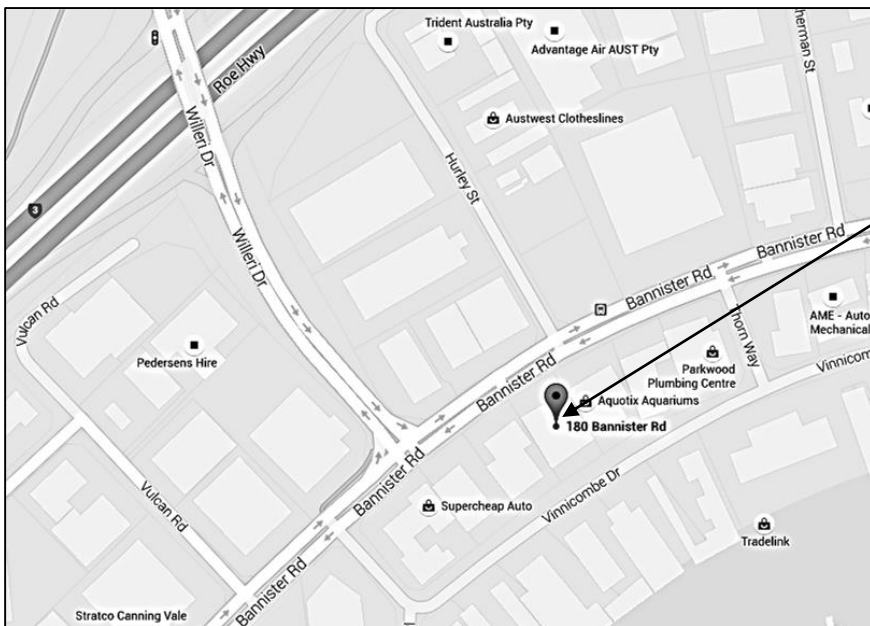 Trident Australia Pty
Advantage Air AUST Pty
Roe Hwy
Willeri Dr
Austwest Clotheslines
Hurley St
3
Willeri Dr
Bannister Rd
Bannister Rd
Vulcan Rd
Thorn Way
AME - Auto
Mechanical
Pedersens Hire
Bannister Rd
Parkwood
Plumbing Centre
Vinnicombe
Aquotix Aquariums
180 Bannister Rd
Bannister Rd
Vulcan Rd
Supercheap Auto
Vinnicombe Dr
Tradelink
Stratco Canning Vale
Bannister Rd